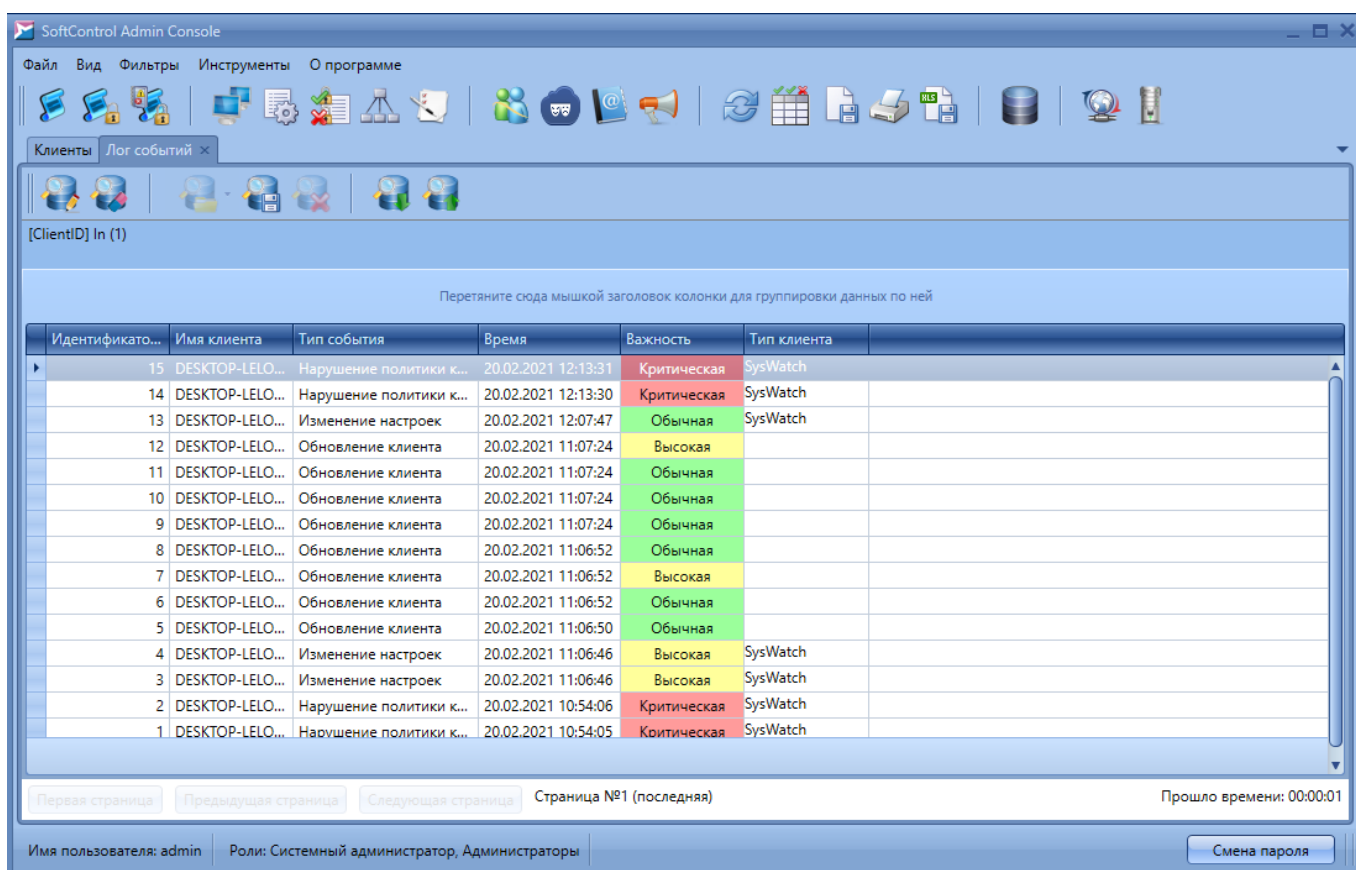 SoftControl Admin Console
Файл Вид Фильтры Инструменты О программе
XLS
Клиенты Лог событий
[ClientID] In (1)
Перетяните сюда мышкой заголовок колонки для группировки данных по ней
Идентификато... Имя клиента Тип события Время Важность Тип клиента
15 DESKTOP-LELO... Нарушение политики к... 20.02.2021 12:13:31 Критическая SysWatch
14 DESKTOP-LELO... Нарушение политики к... 20.02.2021 12:13:30 Критическая SysWatch
13 DESKTOP-LELO... Изменение настроек 20.02.2021 12:07:47 Обычная SysWatch
12 DESKTOP-LELO... Обновление клиента 20.02.2021 11:07:24 Высокая
11 DESKTOP-LELO... Обновление клиента 20.02.2021 11:07:24 Обычная
10 DESKTOP-LELO... Обновление клиента 20.02.2021 11:07:24 Обычная
9 DESKTOP-LELO... Обновление клиента 20.02.2021 11:07:24 Обычная
8 DESKTOP-LELO... Обновление клиента 20.02.2021 11:06:52 Обычная
7 DESKTOP-LELO... Обновление клиента 20.02.2021 11:06:52 Высокая
6 DESKTOP-LELO... Обновление клиента 20.02.2021 11:06:52 Обычная
5 DESKTOP-LELO... Обновление клиента 20.02.2021 11:06:50 Обычная
4 DESKTOP-LELO... Изменение настроек 20.02.2021 11:06:46 Высокая SysWatch
3 DESKTOP-LELO... Изменение настроек 20.02.2021 11:06:46 Высокая SysWatch
2 DESKTOP-LELO... Нарушение политики к... 20.02.2021 10:54:06 Критическая SysWatch
1 DESKTOP-LELO... Нарушение политики к... 20.02.2021 10:54:05 Критическая SysWatch
Первая страница Предыдущая страница Следующая страница Страница №1 (последняя) Прошло времени: 00:00:01
Имя пользователя: admin Роли: Системный администратор, Администраторы Смена пароля